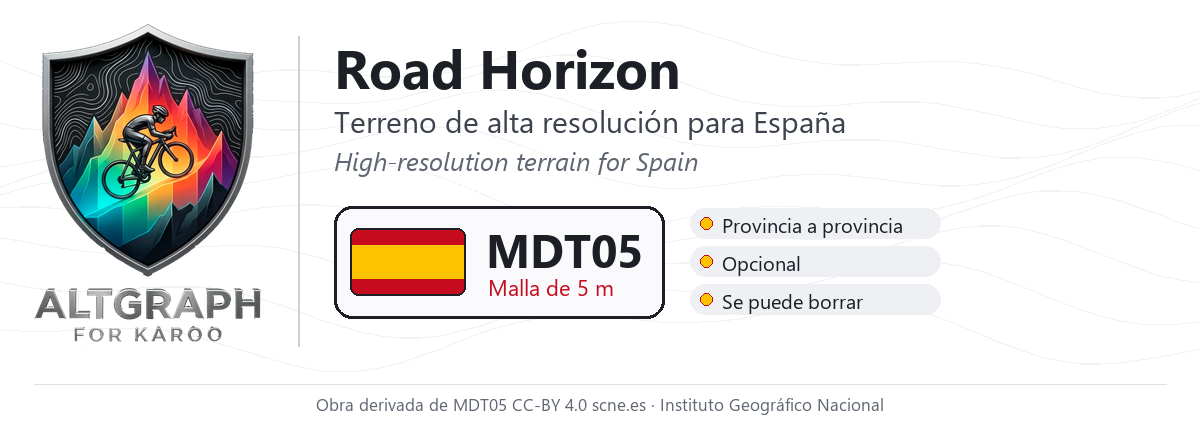 Road Horizon
Terreno de alta resolución para España
High-resolution terrain for Spain
MDT05
Malla de 5 m
Provincia a provincia
Opcional
Se puede borrar
ALTGRAPH
FOR KAROO
Obra derivada de MDT05 CC-BY 4.0 scne.es · Instituto Geográfico Nacional